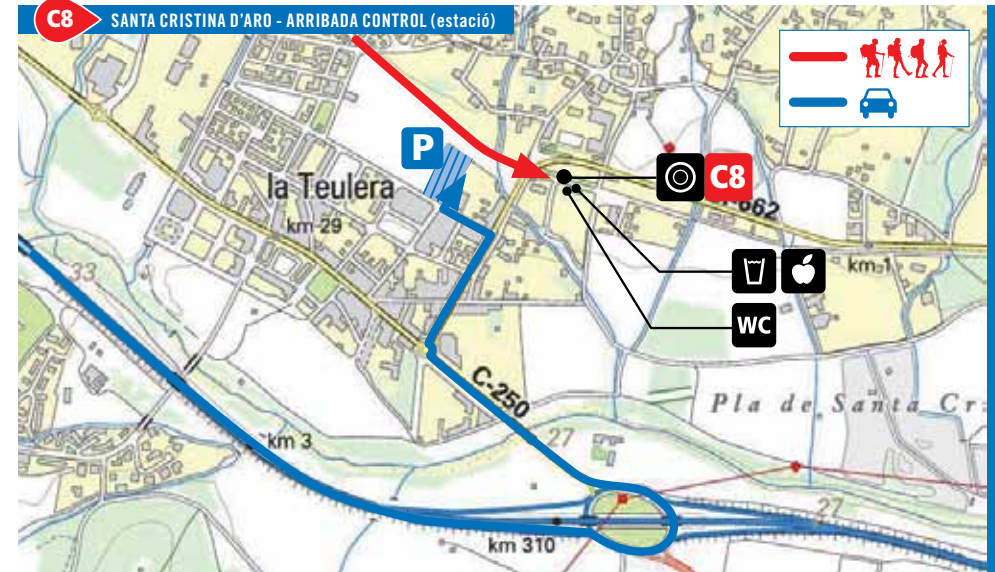 C8 SANTA CRISTINA D'ARO - ARRIBADA CONTROL (estació)
P
C8
la Teulera
km 29
662
33
km 1
WC
C-250
Pla de Santa Cr
km 3
27
27
km 310